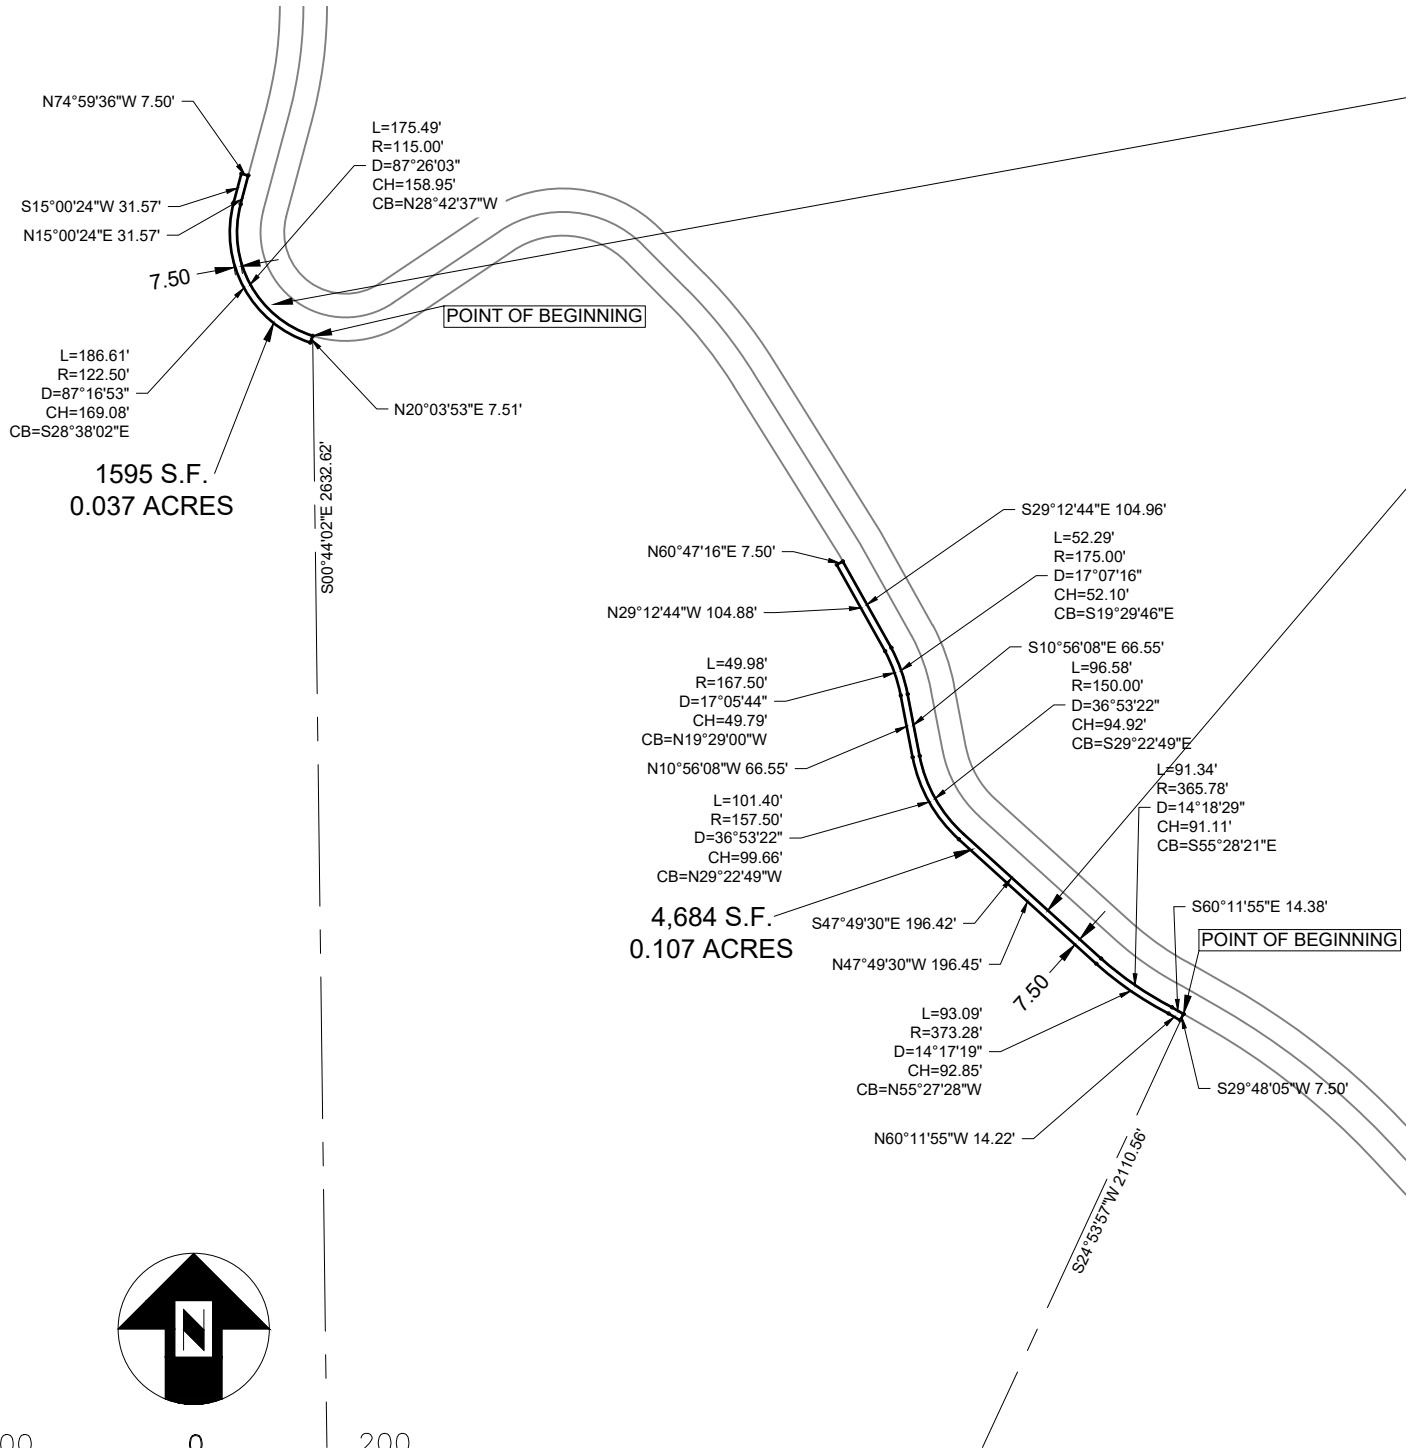 N74°59'36"W 7.50'
L=175.49'
R=115.00'
D=87°26'03"
CH=158.95'
CB=N28°42'37"W
S15°00'24"W 31.57'
N15°00'24"E 31.57'
7.50
POINT OF BEGINNING
L=186.61'
R=122.50'
D=87°16'53"
CH=169.08'
CB=S28°38'02"E
N20°03'53"E 7.51'
1595 S.F.
0.037 ACRES
S00°44'02"E 2632.62'
S29°12'44"E 104.96'
N60°47'16"E 7.50'
L=52.29'
R=175.00'
D=17°07'16"
CH=52.10'
CB=S19°29'46"E
N29°12'44"W 104.88'
S10°56'08"E 66.55'
L=49.98'
R=167.50'
D=17°05'44"
CH=49.79'
CB=N19°29'00"W
L=96.58'
R=150.00'
D=36°53'22"
CH=94.92'
CB=S29°22'49"E
N10°56'08"W 66.55'
L=91.34'
R=365.78'
D=14°18'29"
CH=91.11'
CB=S55°28'21"E
L=101.40'
R=157.50'
D=36°53'22"
CH=99.66'
CB=N29°22'49"W
4,684 S.F.
0.107 ACRES
S60°11'55"E 14.38'
S47°49'30"E 196.42'
POINT OF BEGINNING
N47°49'30"W 196.45'
7.50
L=93.09'
R=373.28'
D=14°17'19"
CH=92.85'
CB=N55°27'28"W
S29°48'05"W 7.50'
N60°11'55"W 14.22'
S24°53'57"W 2110.56'
N
00 0 200